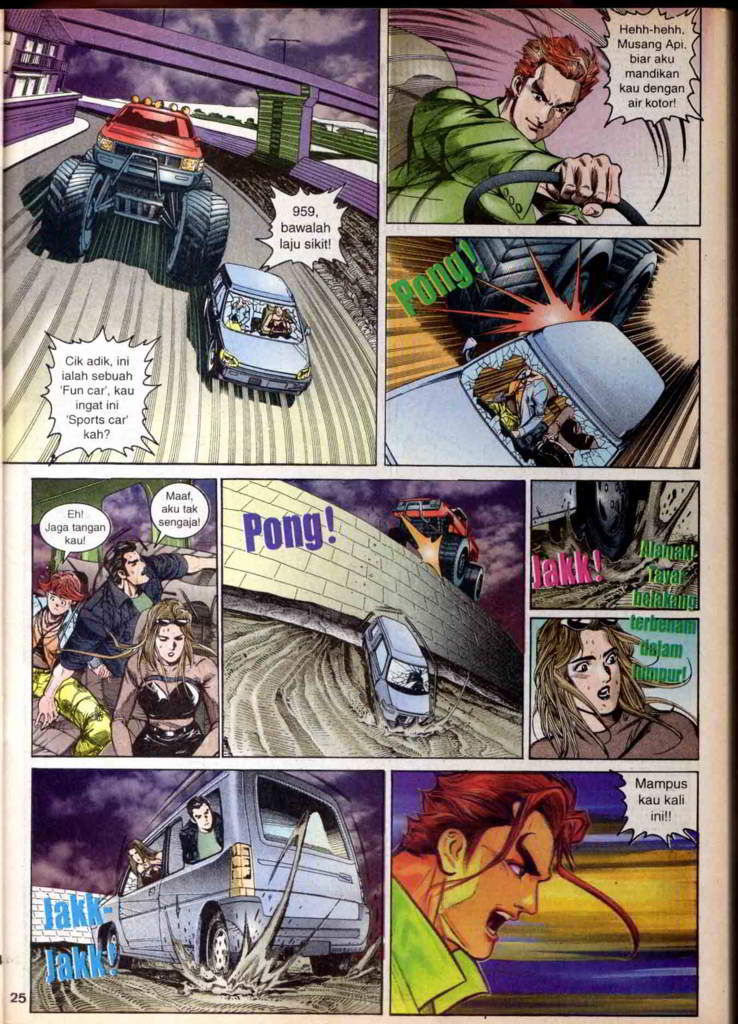 959,
bawalah
laju sikit!
Cik adik, ini
ialah sebuah
'Fun car', kau
ingat ini
'Sports car'
kah?
Hehh-hehh.
Musang Api.
biar aku
mandikan
kau dengan
air kotor!
Pong!
Eh!
Jaga tangan
kau!
Maaf,
aku tak
sengaja!
Pong!
Jakk!
Alamak!
Tayar
belakang
terbenam
dalam
lumpur!
Jakk-
Jakk!
Mampus
kau kali
ini!!
25